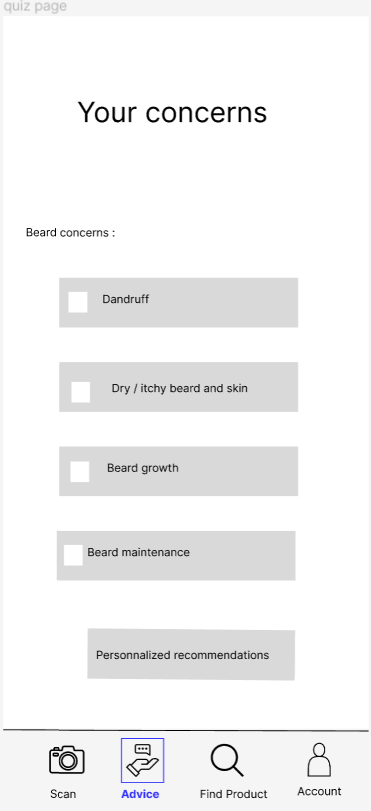 quiz page
Your concerns
Beard concerns :
Dandruff
Dry / itchy beard and skin
Beard growth
Beard maintenance
Personnalized recommendations
Scan
Advice
Find Product
Account